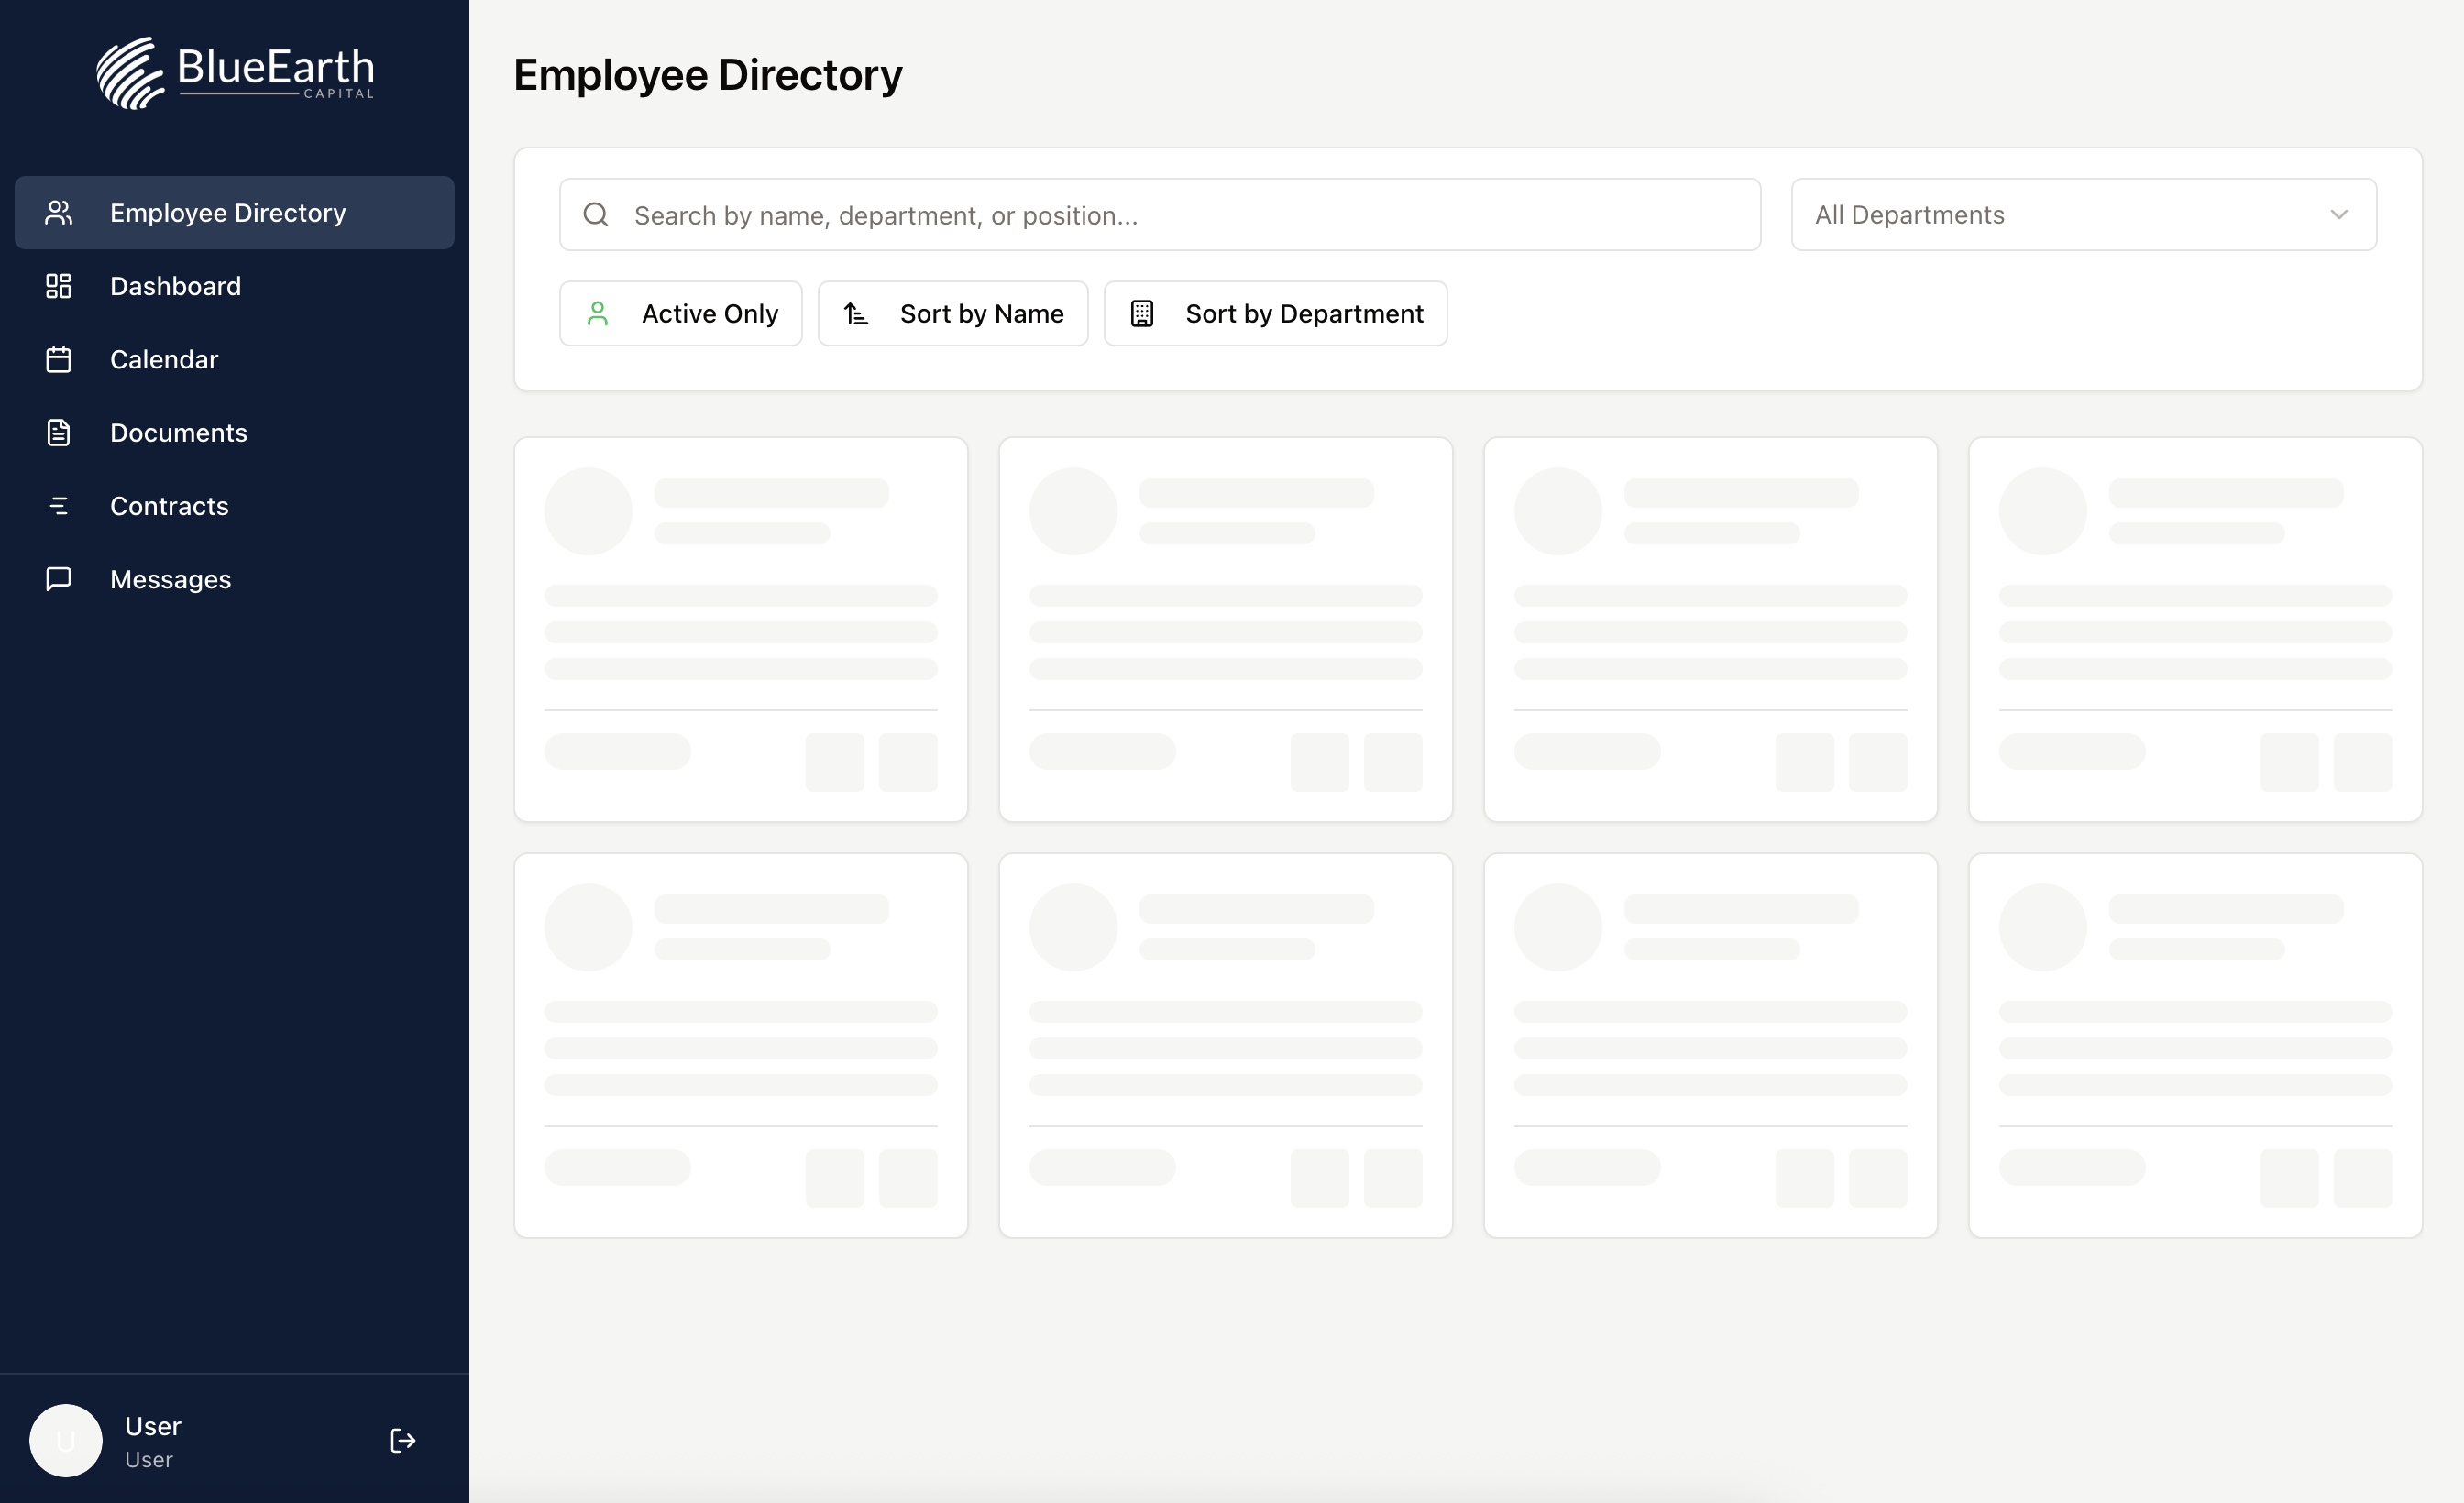 BlueEarth
CAPITAL
Employee Directory
Dashboard
Calendar
Documents
Contracts
Messages
U
User
User
Employee Directory
Search by name, department, or position...
All Departments
Active Only
Sort by Name
Sort by Department